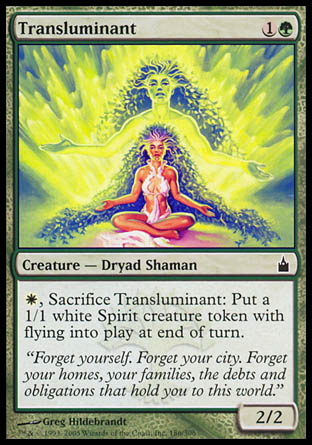 Transluminant 1
Creature — Dryad Shaman
, Sacrifice Transluminant: Put a
1/1 white Spirit creature token with
flying into play at end of turn.
“Forget yourself. Forget your city. Forget
your homes, your families, the debts and
obligations that hold you to this world.”
Greg Hildebrandt
2/2